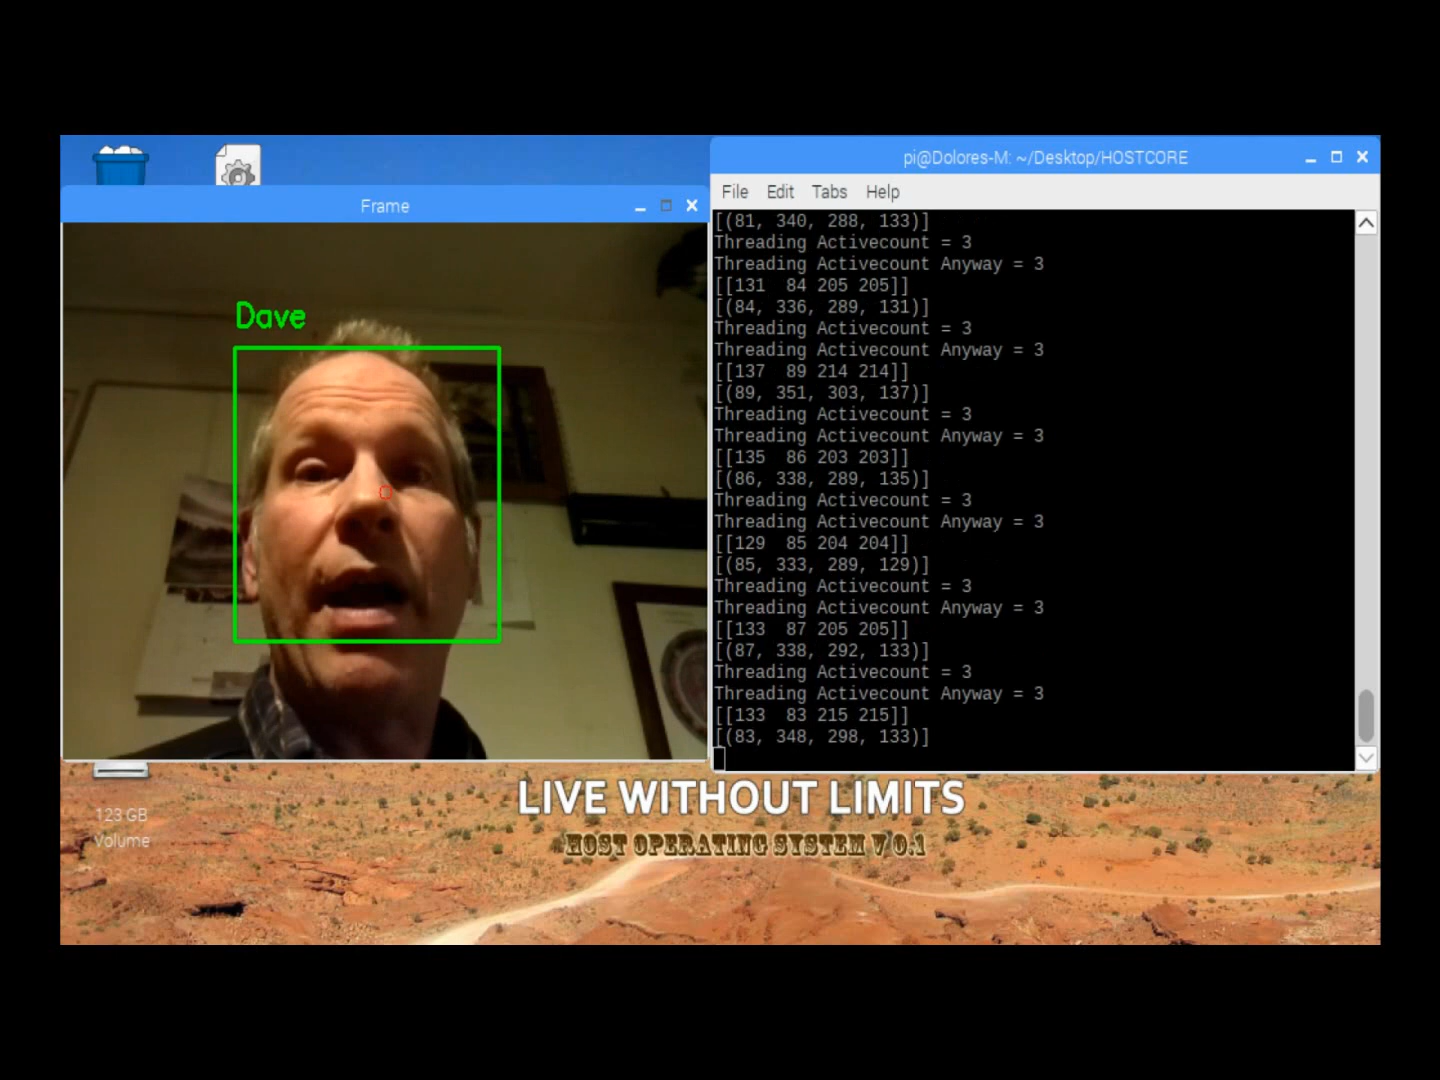 pi@Dolores-M: ~/Desktop/HOSTCORE
File Edit Tabs Help
Frame
Dave
[(81, 340, 288, 133)]
Threading Activecount = 3
Threading Activecount Anyway = 3
[[131  84 205 205]]
[(84, 336, 289, 131)]
Threading Activecount = 3
Threading Activecount Anyway = 3
[[137  89 214 214]]
[(89, 351, 303, 137)]
Threading Activecount = 3
Threading Activecount Anyway = 3
[[135  86 203 203]]
[(86, 338, 289, 135)]
Threading Activecount = 3
Threading Activecount Anyway = 3
[[129  85 204 204]]
[(85, 333, 289, 129)]
Threading Activecount = 3
Threading Activecount Anyway = 3
[[133  87 205 205]]
[(87, 338, 292, 133)]
Threading Activecount = 3
Threading Activecount Anyway = 3
[[133  83 215 215]]
[(83, 348, 298, 133)]
123 GB
Volume
LIVE WITHOUT LIMITS
HOST OPERATING SYSTEM V 0.1